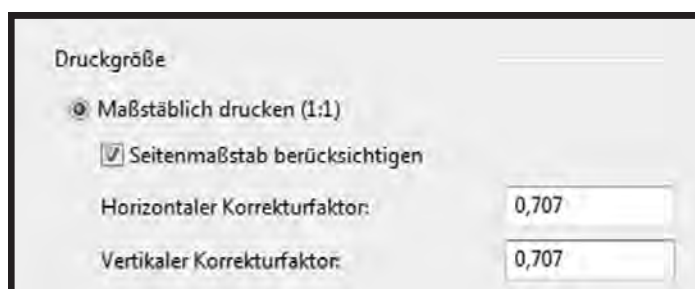 Druckgröße
Maßstäblich drucken (1:1)
Seitenmaßstab berücksichtigen
Horizontaler Korrekturfaktor: 0,707
Vertikaler Korrekturfaktor: 0,707